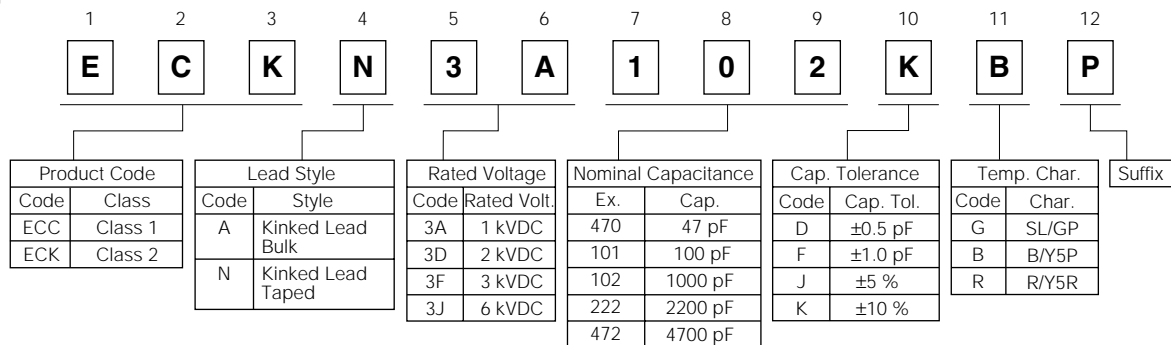 1 2 3 4 5 6 7 8 9 10 11 12
E C K N 3 A 1 0 2 K B P
Product Code
Code Class
ECC Class 1
ECK Class 2
Lead Style
Code Style
A Kinked Lead
Bulk
N Kinked Lead
Taped
Rated Voltage
Code Rated Volt.
3A 1 kVDC
3D 2 kVDC
3F 3 kVDC
3J 6 kVDC
Nominal Capacitance
Ex. Cap.
470 47 pF
101 100 pF
102 1000 pF
222 2200 pF
472 4700 pF
Cap. Tolerance
Code Cap. Tol.
D ±0.5 pF
F ±1.0 pF
J ±5 %
K ±10 %
Temp. Char.
Code Char.
G SL/GP
B B/Y5P
R R/Y5R
Suffix